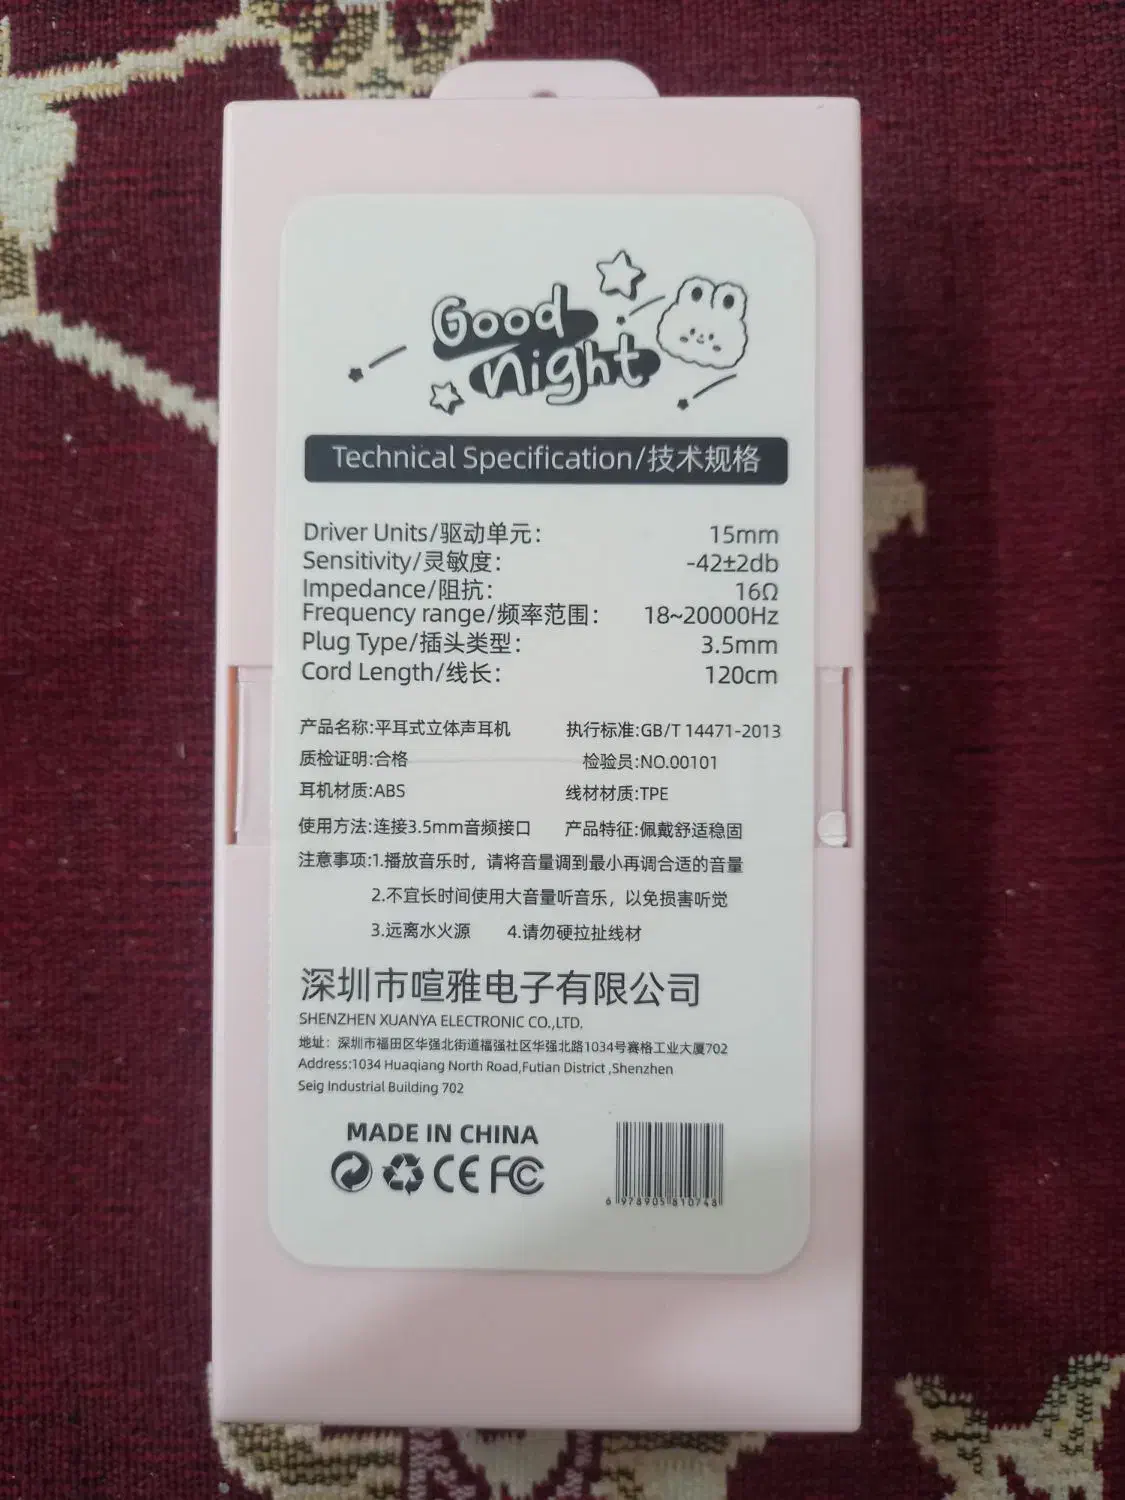 Good
night
Technical Specification/技术规格
Driver Units/驱动单元： 15mm
Sensitivity/灵敏度： -42±2db
Impedance/阻抗： 16Ω
Frequency range/频率范围： 18~20000Hz
Plug Type/插头类型： 3.5mm
Cord Length/线长： 120cm
产品名称:平耳式立体声耳机 执行标准:GB/T 14471-2013
质检证明:合格 检验员:NO.00101
耳机材质:ABS 线材材质:TPE
使用方法:连接3.5mm音频接口 产品特征:佩戴舒适稳固
注意事项:1.播放音乐时，请将音量调到最小再调合适的音量
2.不宜长时间使用大音量听音乐，以免损害听觉
3.远离水火源 4.请勿硬拉扯线材
深圳市喧雅电子有限公司
SHENZHEN XUANYA ELECTRONIC CO.,LTD.
地址：深圳市福田区华强北街道福强社区华强北路1034号赛格工业大厦702
Address:1034 Huaqiang North Road,Futian District ,Shenzhen
Seig Industrial Building 702
MADE IN CHINA
CE FC
6 978905 810748